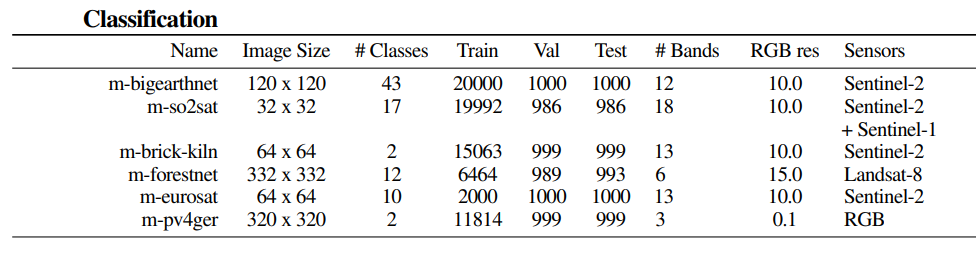 Classification
Name Image Size # Classes Train Val Test # Bands RGB res Sensors
m-bigearthnet 120 x 120 43 20000 1000 1000 12 10.0 Sentinel-2
m-so2sat 32 x 32 17 19992 986 986 18 10.0 Sentinel-2
+ Sentinel-1
m-brick-kiln 64 x 64 2 15063 999 999 13 10.0 Sentinel-2
m-forestnet 332 x 332 12 6464 989 993 6 15.0 Landsat-8
m-eurosat 64 x 64 10 2000 1000 1000 13 10.0 Sentinel-2
m-pv4ger 320 x 320 2 11814 999 999 3 0.1 RGB